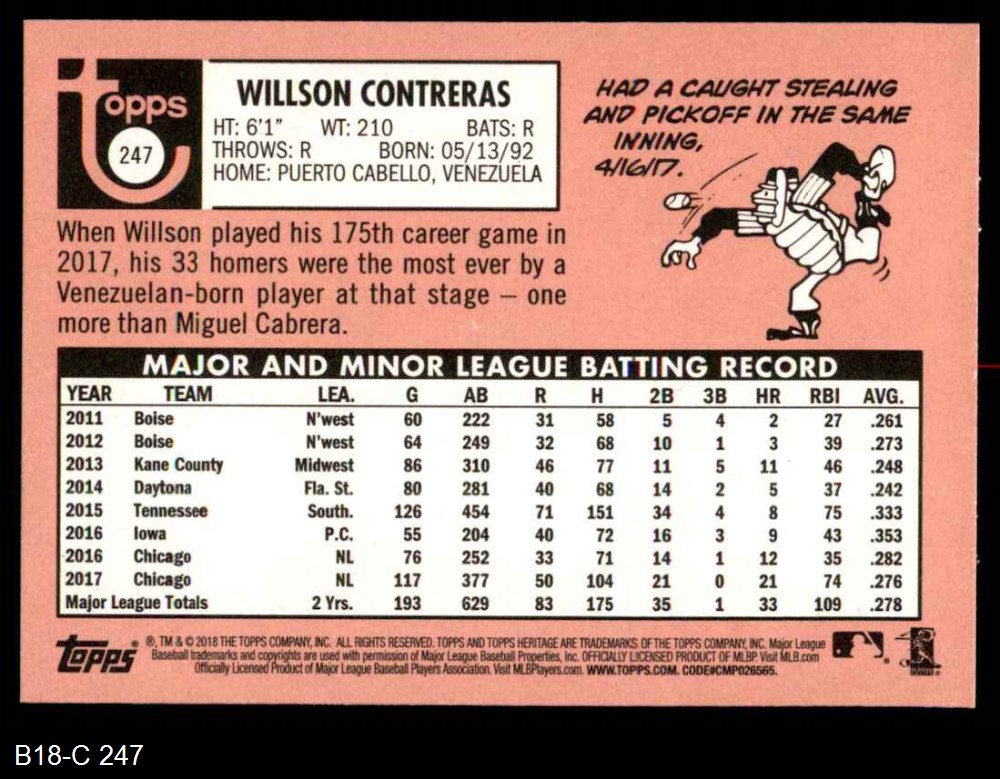 Topps
247
WILLSON CONTRERAS
HT: 6'1" WT: 210 BATS: R
THROWS: R BORN: 05/13/92
HOME: PUERTO CABELLO, VENEZUELA
HAD A CAUGHT STEALING
AND PICKOFF IN THE SAME
INNING,
4/16/17.
When Willson played his 175th career game in
2017, his 33 homers were the most ever by a
Venezuelan-born player at that stage – one
more than Miguel Cabrera.
MAJOR AND MINOR LEAGUE BATTING RECORD
YEAR TEAM LEA. G AB R H 2B 3B HR RBI AVG.
2011 Boise N'west 60 222 31 58 5 4 2 27 .261
2012 Boise N'west 64 249 32 68 10 1 3 39 .273
2013 Kane County Midwest 86 310 46 77 11 5 11 46 .248
2014 Daytona Fla. St. 80 281 40 68 14 2 5 37 .242
2015 Tennessee South. 126 454 71 151 34 4 8 75 .333
2016 Iowa P.C. 55 204 40 72 16 3 9 43 .353
2016 Chicago NL 76 252 33 71 14 1 12 35 .282
2017 Chicago NL 117 377 50 104 21 0 21 74 .276
Major League Totals 2 Yrs. 193 629 83 175 35 1 33 109 .278
Topps® ®, TM & © 2018 THE TOPPS COMPANY, INC. ALL RIGHTS RESERVED. TOPPS AND TOPPS HERITAGE ARE TRADEMARKS OF THE TOPPS COMPANY, INC. Major League
Baseball trademarks and copyrights are used with permission of Major League Baseball Properties, Inc. OFFICIALLY LICENSED PRODUCT OF MLBP. Visit MLB.com
Officially Licensed Product of Major League Baseball Players Association. Visit MLBPlayers.com. WWW.TOPPS.COM. CODE#CMP026565.
B18-C 247